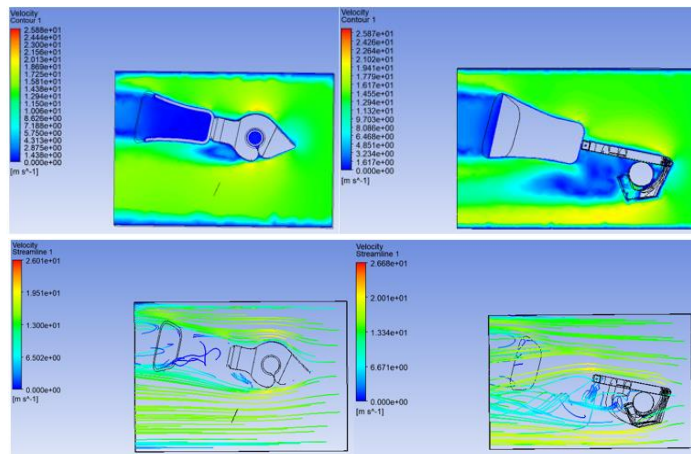 Velocity
Contour 1
2.588e+01
2.444e+01
2.300e+01
2.156e+01
2.013e+01
1.869e+01
1.725e+01
1.581e+01
1.438e+01
1.294e+01
1.150e+01
1.006e+01
8.626e+00
7.188e+00
5.750e+00
4.313e+00
2.875e+00
1.438e+00
0.000e+00
[m s^-1]
Velocity
Contour 1
2.587e+01
2.426e+01
2.264e+01
2.102e+01
1.941e+01
1.779e+01
1.617e+01
1.455e+01
1.294e+01
1.132e+01
9.703e+00
8.086e+00
6.468e+00
4.851e+00
3.234e+00
1.617e+00
0.000e+00
[m s^-1]
Velocity
Streamline 1
2.601e+01
1.951e+01
1.300e+01
6.502e+00
0.000e+00
[m s^-1]
Velocity
Streamline 1
2.668e+01
2.001e+01
1.334e+01
6.671e+00
0.000e+00
[m s^-1]